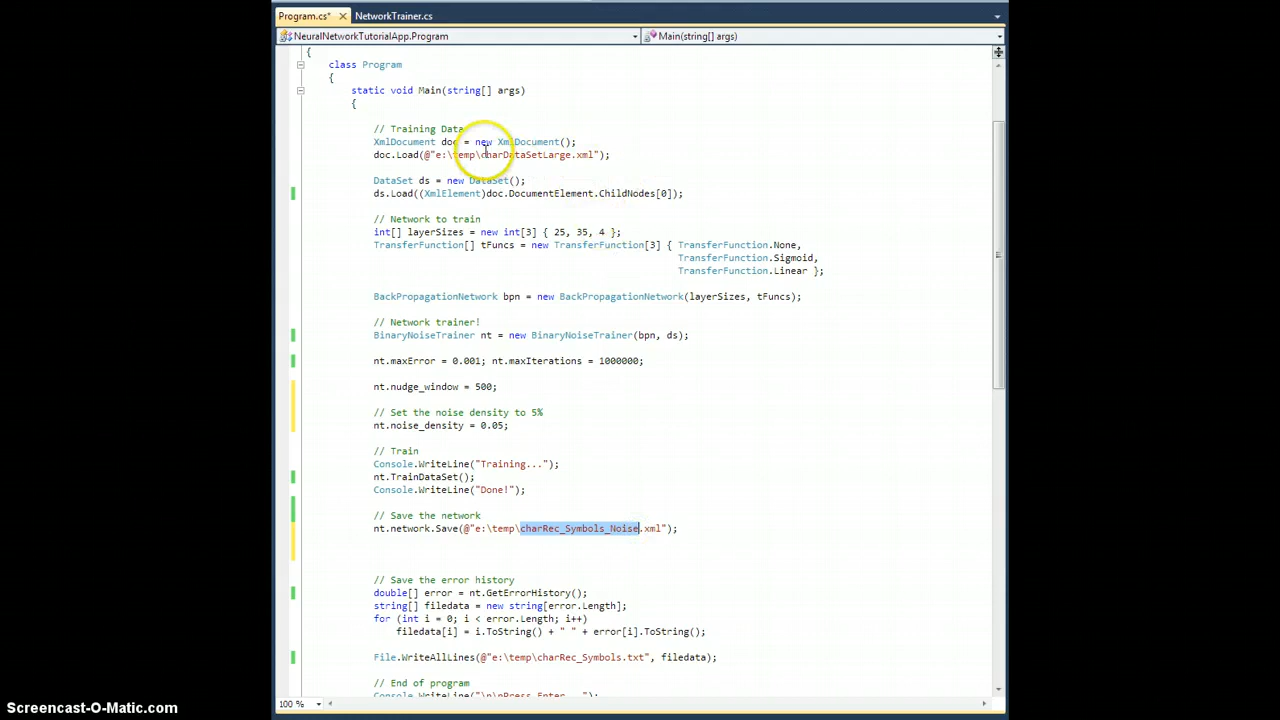 Program.cs* NetworkTrainer.cs
NeuralNetworkTutorialApp.Program Main(string[] args)
{
class Program
{
static void Main(string[] args)
{
// Training Data
XmlDocument doc = new XmlDocument();
doc.Load(@"e:\temp\charDataSetLarge.xml");
DataSet ds = new DataSet();
ds.Load((XmlElement)doc.DocumentElement.ChildNodes[0]);
// Network to train
int[] layerSizes = new int[3] { 25, 35, 4 };
TransferFunction[] tFuncs = new TransferFunction[3] { TransferFunction.None,
TransferFunction.Sigmoid,
TransferFunction.Linear };
BackPropagationNetwork bpn = new BackPropagationNetwork(layerSizes, tFuncs);
// Network trainer!
BinaryNoiseTrainer nt = new BinaryNoiseTrainer(bpn, ds);
nt.maxError = 0.001; nt.maxIterations = 1000000;
nt.nudge_window = 500;
// Set the noise density to 5%
nt.noise_density = 0.05;
// Train
Console.WriteLine("Training...");
nt.TrainDataSet();
Console.WriteLine("Done!");
// Save the network
nt.network.Save(@"e:\temp\charRec_Symbols_Noise.xml");
// Save the error history
double[] error = nt.GetErrorHistory();
string[] filedata = new string[error.Length];
for (int i = 0; i < error.Length; i++)
filedata[i] = i.ToString() + " " + error[i].ToString();
File.WriteAllLines(@"e:\temp\charRec_Symbols.txt", filedata);
// End of program
Console.WriteLine("\n\nPress Enter...");
100 %
Screencast-O-Matic.com